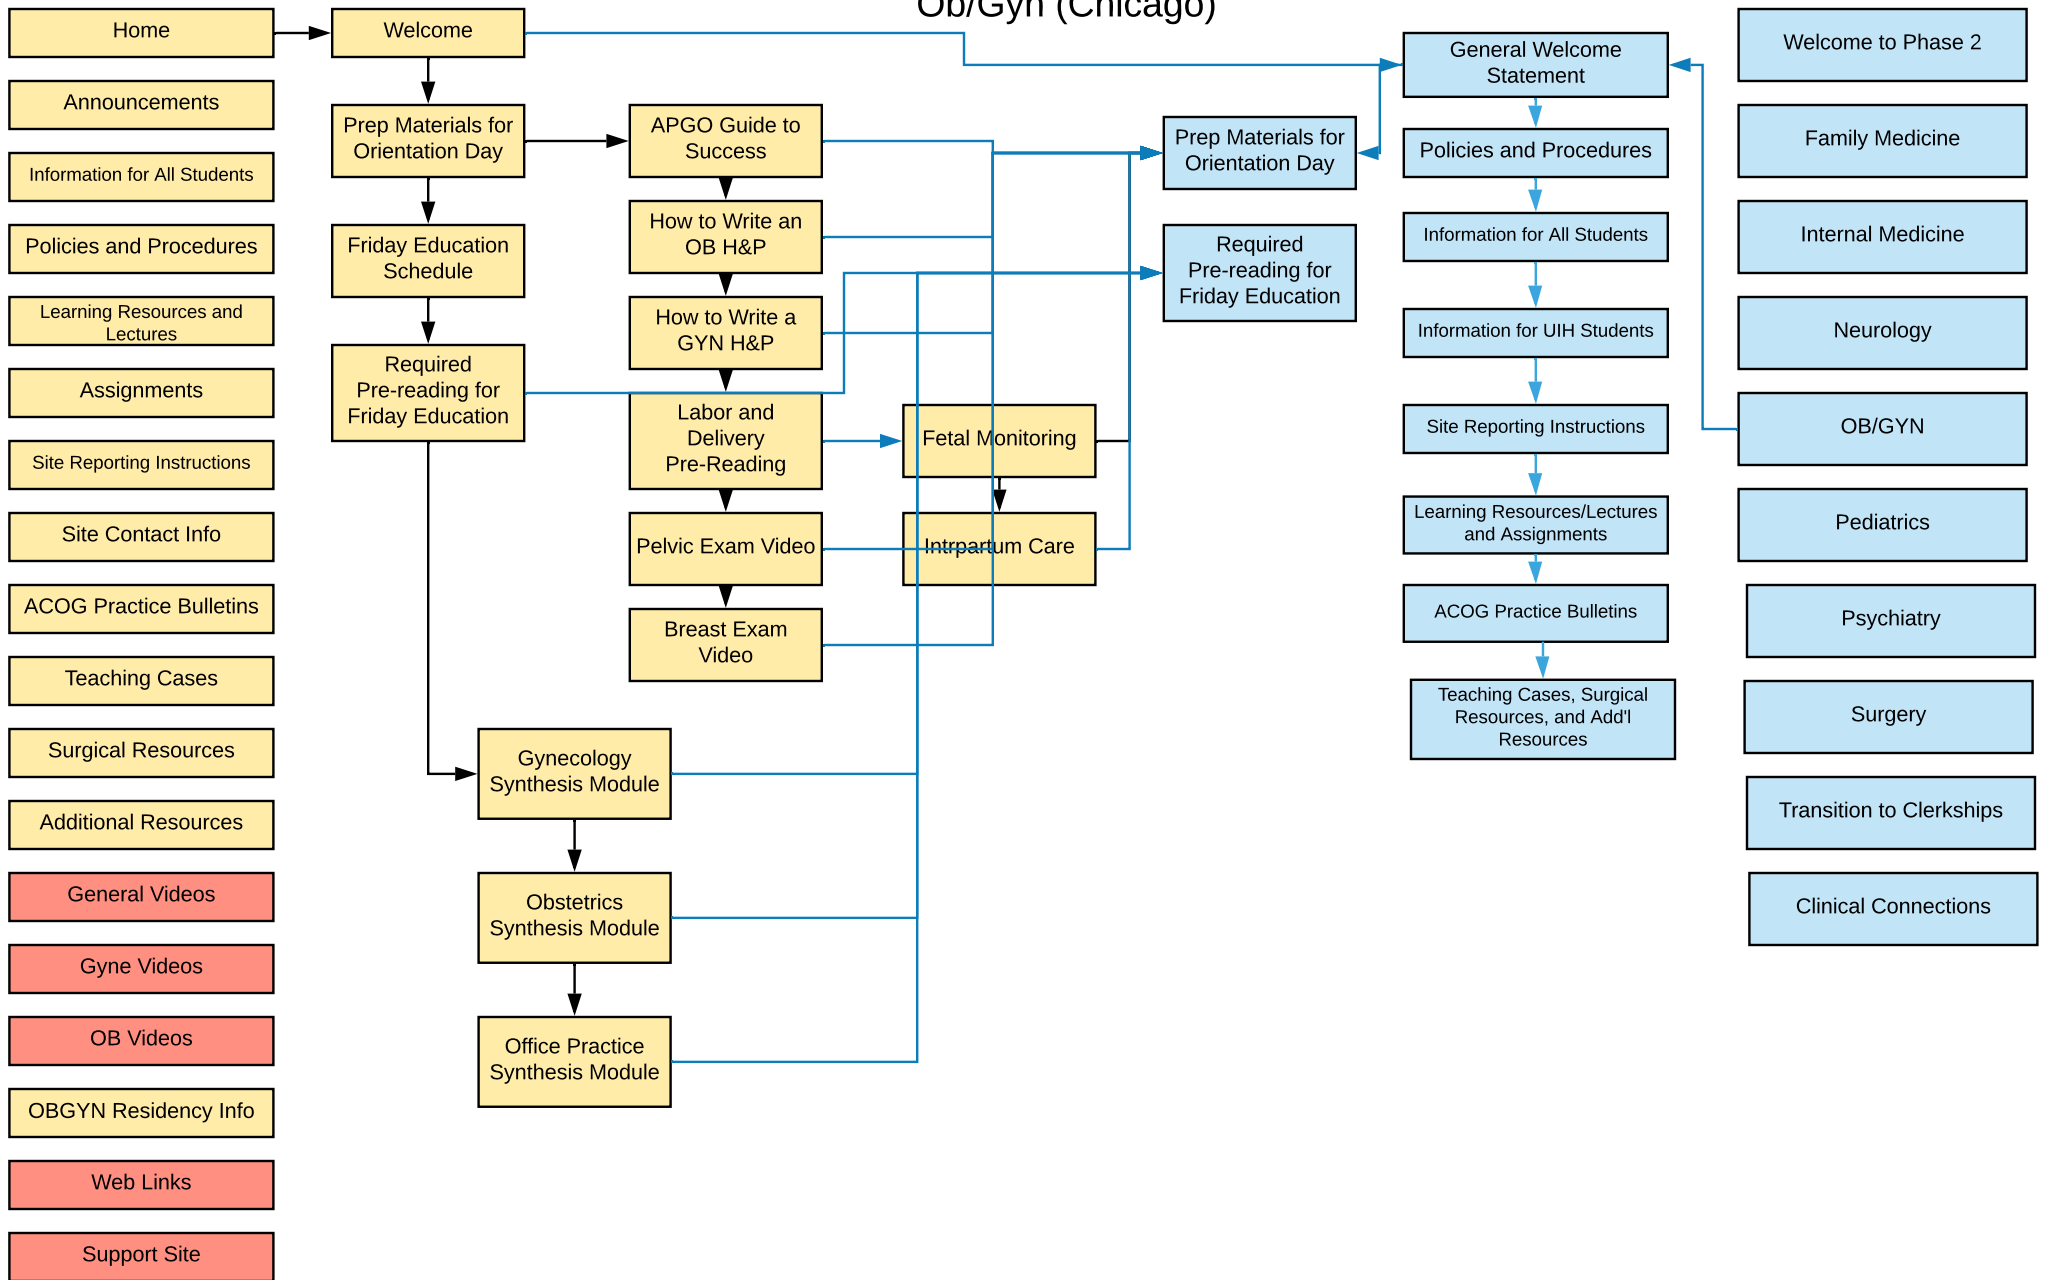 Ob/Gyn (Chicago)
Home
Announcements
Information for All Students
Policies and Procedures
Learning Resources and
Lectures
Assignments
Site Reporting Instructions
Site Contact Info
ACOG Practice Bulletins
Teaching Cases
Surgical Resources
Additional Resources
General Videos
Gyne Videos
OB Videos
OBGYN Residency Info
Web Links
Support Site
Welcome
Prep Materials for
Orientation Day
Friday Education
Schedule
Required
Pre-reading for
Friday Education
Gynecology
Synthesis Module
Obstetrics
Synthesis Module
Office Practice
Synthesis Module
APGO Guide to
Success
How to Write an
OB H&P
How to Write a
GYN H&P
Labor and
Delivery
Pre-Reading
Pelvic Exam Video
Breast Exam
Video
Fetal Monitoring
Intrpartum Care
Prep Materials for
Orientation Day
Required
Pre-reading for
Friday Education
General Welcome
Statement
Policies and Procedures
Information for All Students
Information for UIH Students
Site Reporting Instructions
Learning Resources/Lectures
and Assignments
ACOG Practice Bulletins
Teaching Cases, Surgical
Resources, and Add'l
Resources
Welcome to Phase 2
Family Medicine
Internal Medicine
Neurology
OB/GYN
Pediatrics
Psychiatry
Surgery
Transition to Clerkships
Clinical Connections